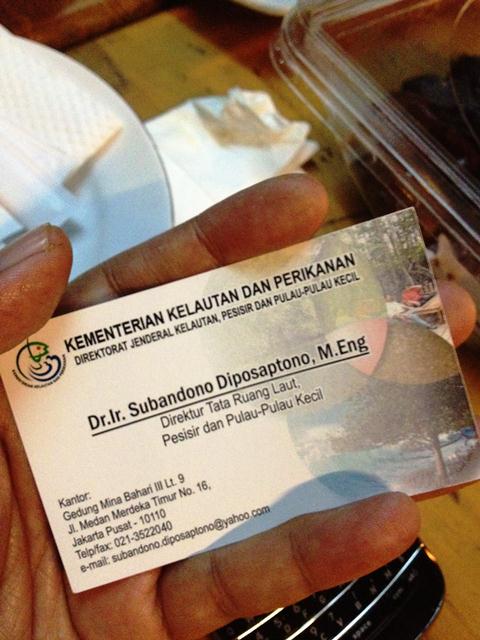 KEMENTERIAN KELAUTAN DAN PERIKANAN
DIREKTORAT JENDERAL KELAUTAN, PESISIR DAN PULAU-PULAU KECIL
Dr.Ir. Subandono Diposaptono, M.Eng
Direktur Tata Ruang Laut,
Pesisir dan Pulau-Pulau Kecil
Kantor:
Gedung Mina Bahari III Lt. 9
Jl. Medan Merdeka Timur No. 16,
Jakarta Pusat - 10110
Telp/fax: 021-3522040
e-mail: subandono.diposaptono@yahoo.com
space